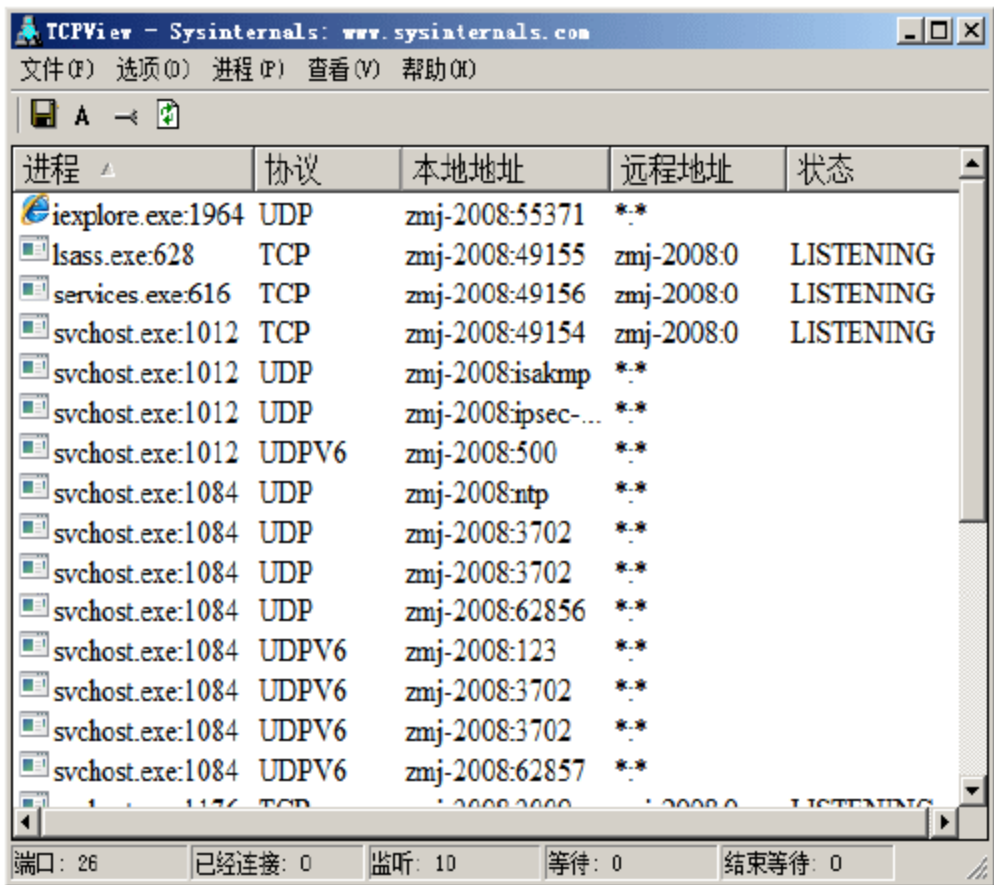 TCPView - Sysinternals: www.sysinternals.com
文件(F) 选项(O) 进程(P) 查看(V) 帮助(H)
A
进程 协议 本地地址 远程地址 状态
iexplore.exe:1964 UDP zmj-2008:55371 *:*
lsass.exe:628 TCP zmj-2008:49155 zmj-2008:0 LISTENING
services.exe:616 TCP zmj-2008:49156 zmj-2008:0 LISTENING
svchost.exe:1012 TCP zmj-2008:49154 zmj-2008:0 LISTENING
svchost.exe:1012 UDP zmj-2008:isakmp *:*
svchost.exe:1012 UDP zmj-2008:ipsec-... *:*
svchost.exe:1012 UDPV6 zmj-2008:500 *:*
svchost.exe:1084 UDP zmj-2008:ntp *:*
svchost.exe:1084 UDP zmj-2008:3702 *:*
svchost.exe:1084 UDP zmj-2008:3702 *:*
svchost.exe:1084 UDP zmj-2008:62856 *:*
svchost.exe:1084 UDPV6 zmj-2008:123 *:*
svchost.exe:1084 UDPV6 zmj-2008:3702 *:*
svchost.exe:1084 UDPV6 zmj-2008:3702 *:*
svchost.exe:1084 UDPV6 zmj-2008:62857 *:*
TCP LISTENING
端口: 26 已经连接: 0 监听: 10 等待: 0 结束等待: 0